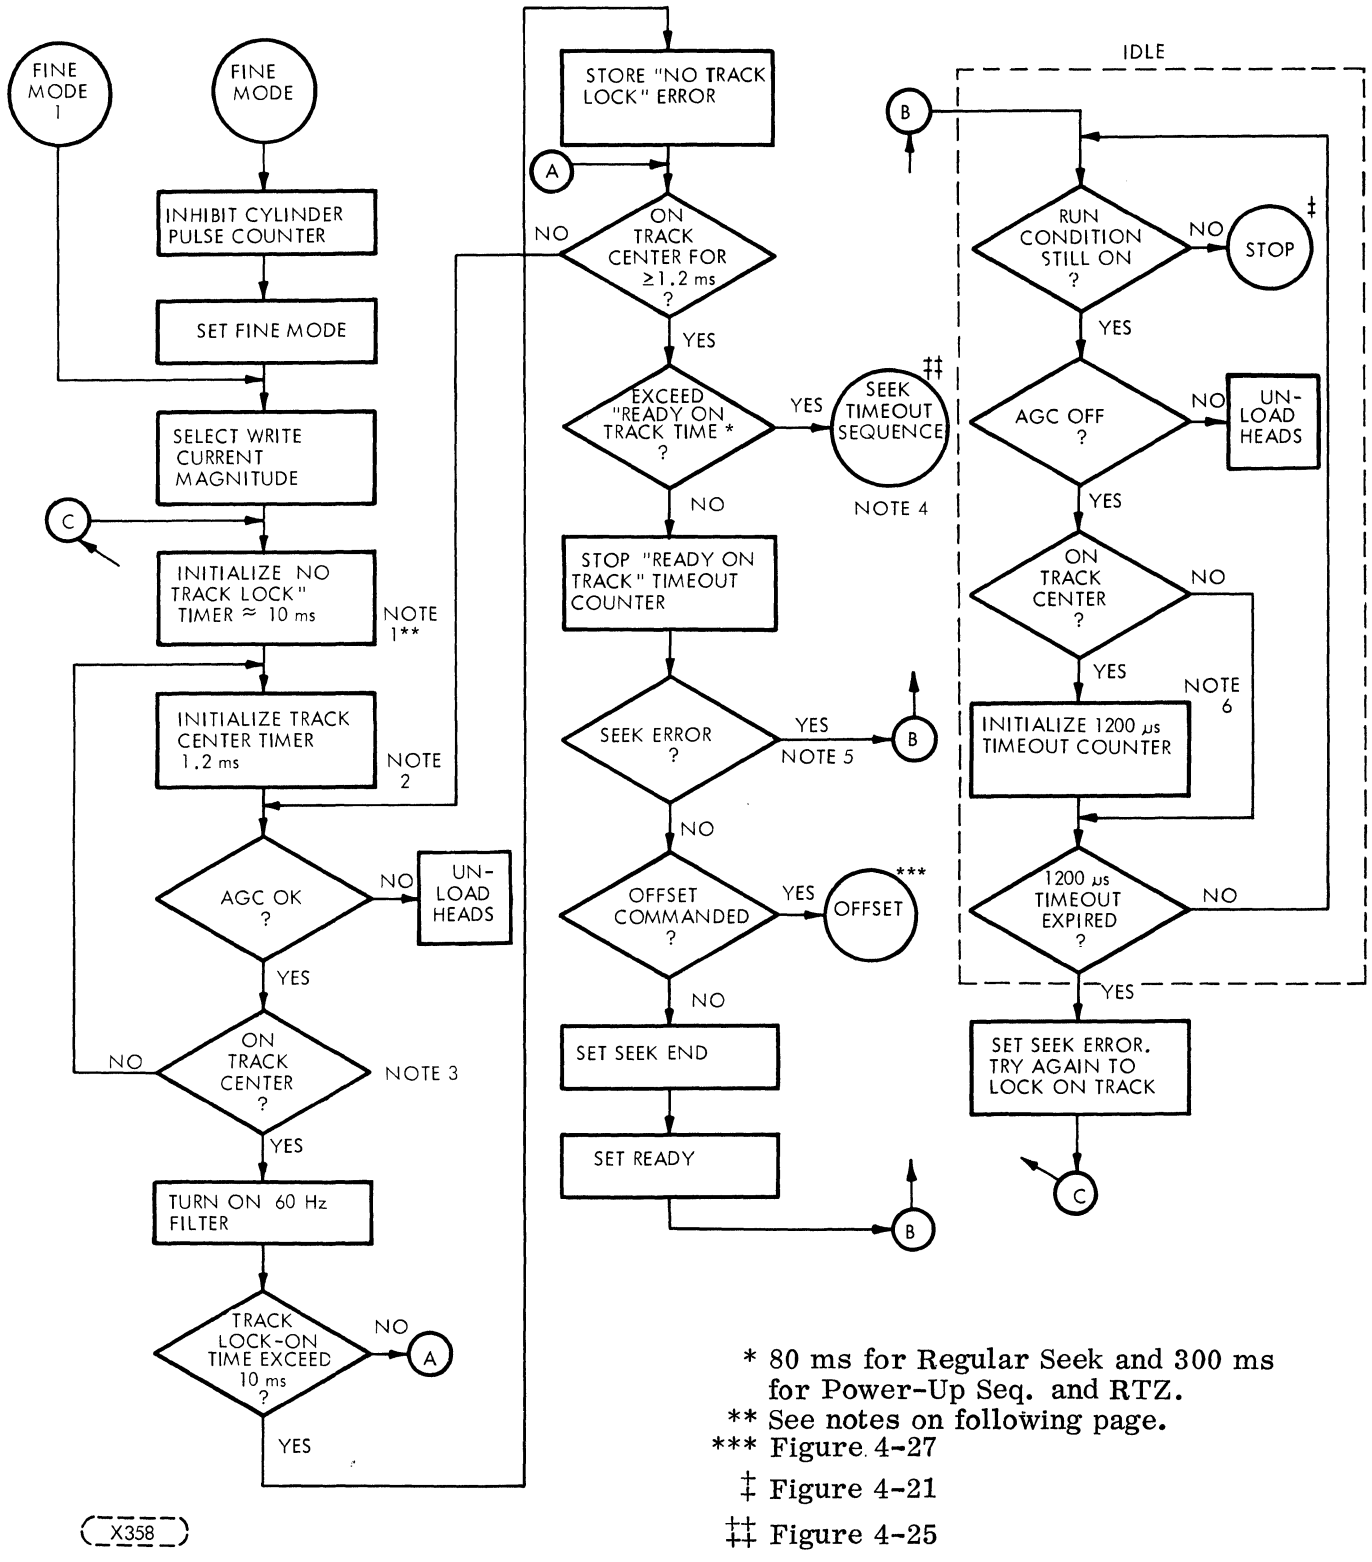 FINE
MODE
1
FINE
MODE
INHIBIT CYLINDER
PULSE COUNTER
SET FINE MODE
SELECT WRITE
CURRENT
MAGNITUDE
C
INITIALIZE NO
TRACK LOCK"
TIMER ≈ 10 ms
NOTE
1**
INITIALIZE TRACK
CENTER TIMER
1.2 ms
NOTE
2
AGC OK
?
NO
UN-
LOAD
HEADS
YES
ON
TRACK
CENTER
?
NO
NOTE 3
YES
TURN ON 60 Hz
FILTER
TRACK
LOCK-ON
TIME EXCEED
10 ms
?
NO
A
YES
X358
STORE "NO TRACK
LOCK" ERROR
A
ON
TRACK
CENTER FOR
≥1.2 ms
?
NO
YES
EXCEED
"READY ON
TRACK TIME *
?
YES
SEEK
TIMEOUT
SEQUENCE
‡‡
NOTE 4
NO
STOP "READY ON
TRACK" TIMEOUT
COUNTER
SEEK ERROR
?
YES
NOTE 5
B
NO
OFFSET
COMMANDED
?
YES
OFFSET
***
NO
SET SEEK END
SET READY
B
IDLE
B
RUN
CONDITION
STILL ON
?
NO
STOP
‡
YES
AGC OFF
?
NO
UN-
LOAD
HEADS
YES
ON
TRACK
CENTER
?
NO
YES
NOTE
6
INITIALIZE 1200 µs
TIMEOUT COUNTER
1200 µs
TIMEOUT
EXPIRED
?
NO
YES
SET SEEK ERROR.
TRY AGAIN TO
LOCK ON TRACK
C
* 80 ms for Regular Seek and 300 ms
for Power-Up Seq. and RTZ.
** See notes on following page.
*** Figure 4-27
‡ Figure 4-21
‡‡ Figure 4-25